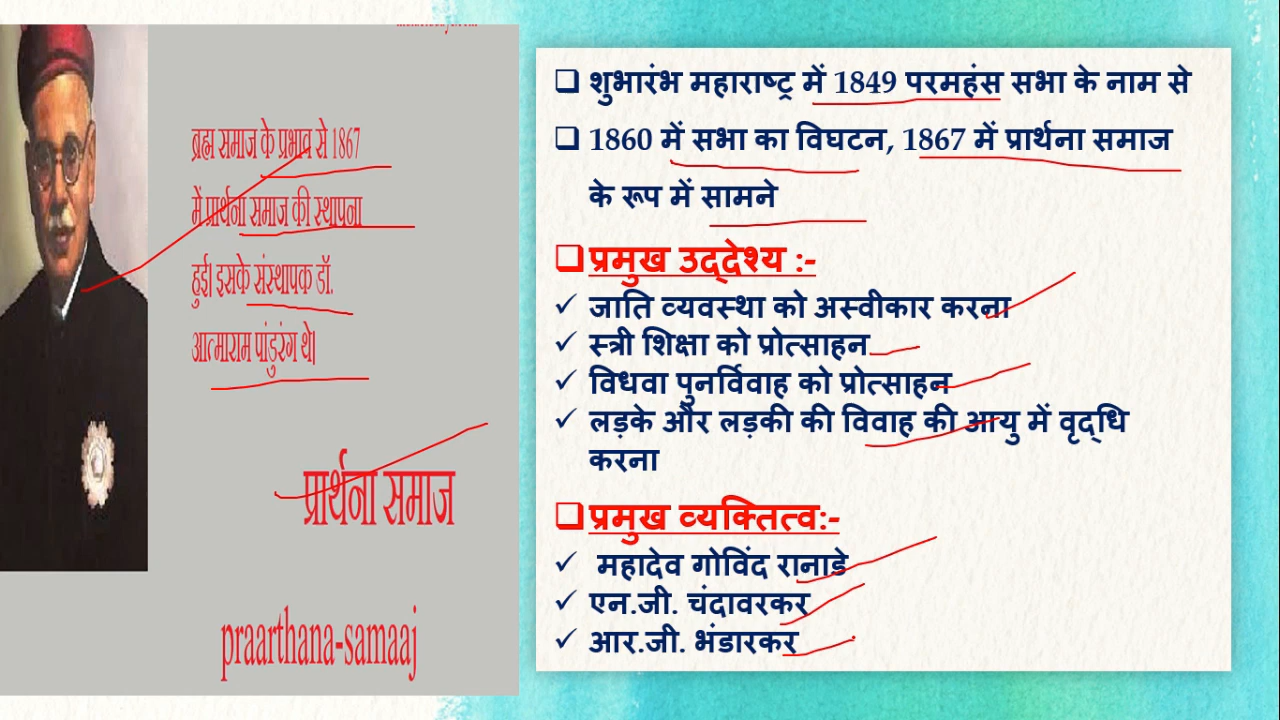 ब्रह्म समाज के प्रभाव से 1867
में प्रार्थना समाज की स्थापना
हुई। इसके संस्थापक डॉ.
आत्माराम पांडुरंग थे।
प्रार्थना समाज
praarthana-samaaj
शुभारंभ महाराष्ट्र में 1849 परमहंस सभा के नाम से
1860 में सभा का विघटन, 1867 में प्रार्थना समाज
के रूप में सामने
प्रमुख उद्देश्य :-
जाति व्यवस्था को अस्वीकार करना
स्त्री शिक्षा को प्रोत्साहन
विधवा पुनर्विवाह को प्रोत्साहन
लड़के और लड़की की विवाह की आयु में वृद्धि
करना
प्रमुख व्यक्तित्व:-
महादेव गोविंद रानाडे
एन.जी. चंदावरकर
आर.जी. भंडारकर